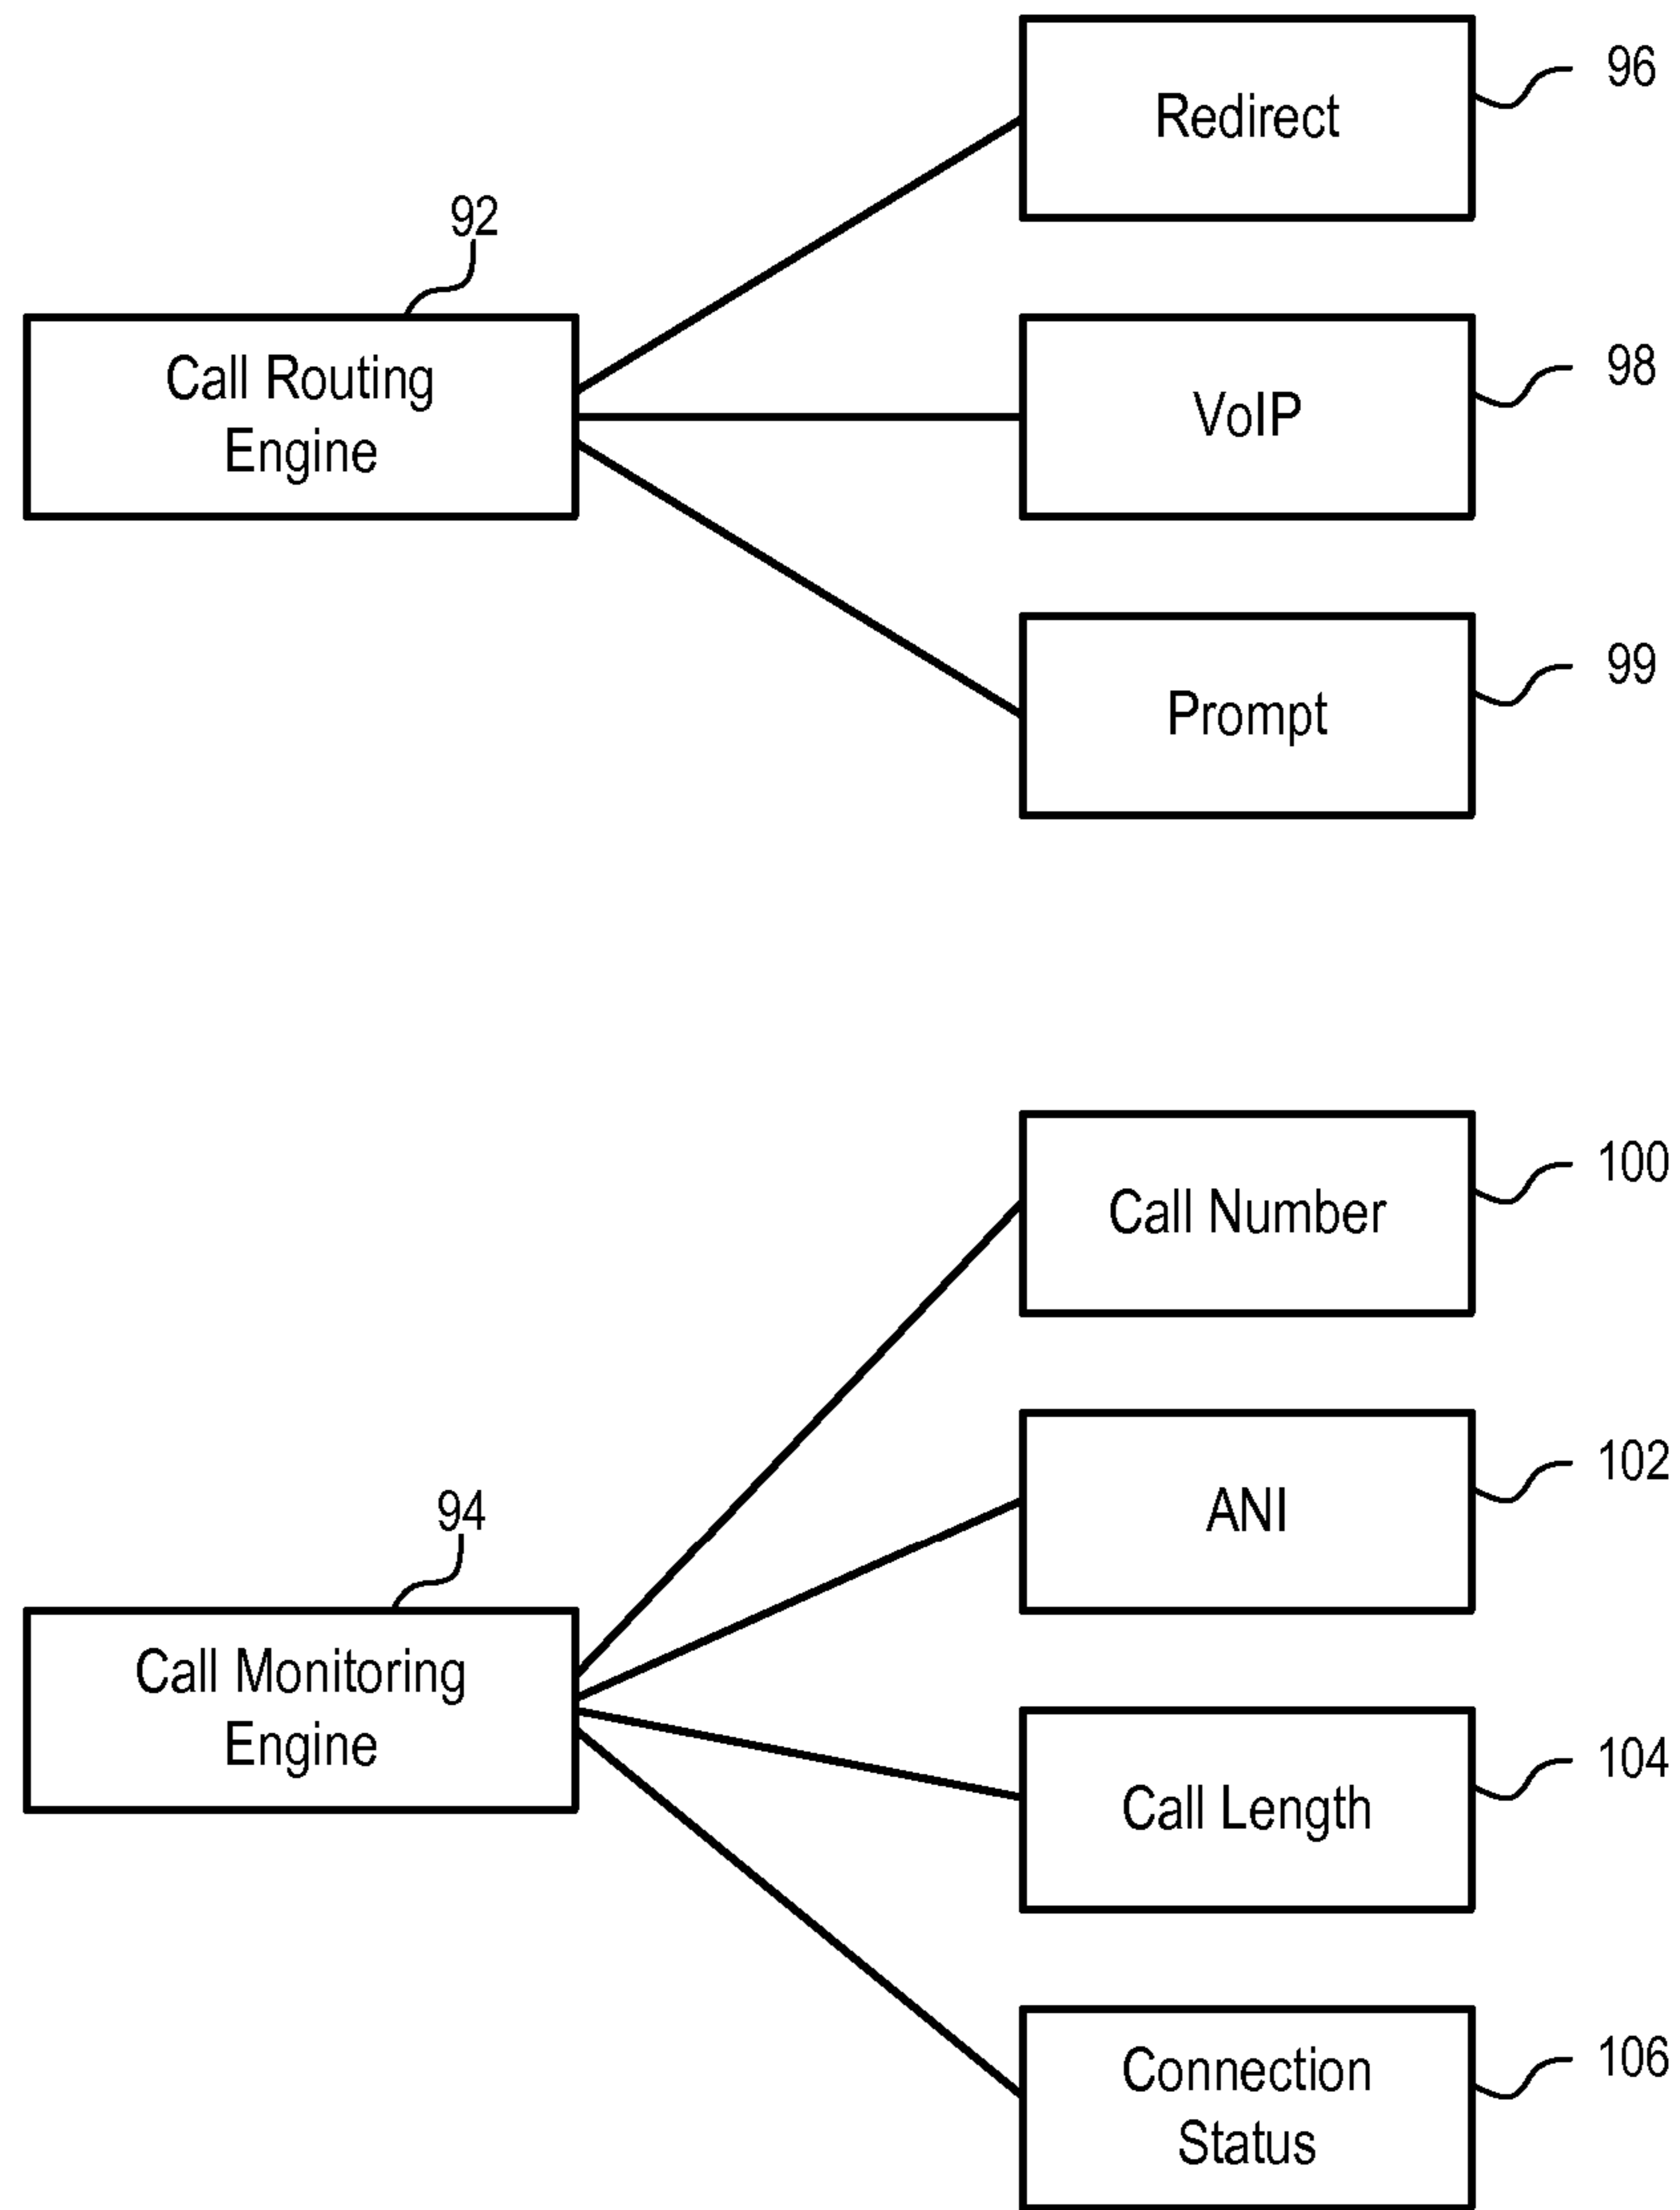 96
Redirect
92
Call Routing
Engine
98
VoIP
99
Prompt
100
Call Number
102
ANI
94
Call Monitoring
Engine
104
Call Length
106
Connection
Status